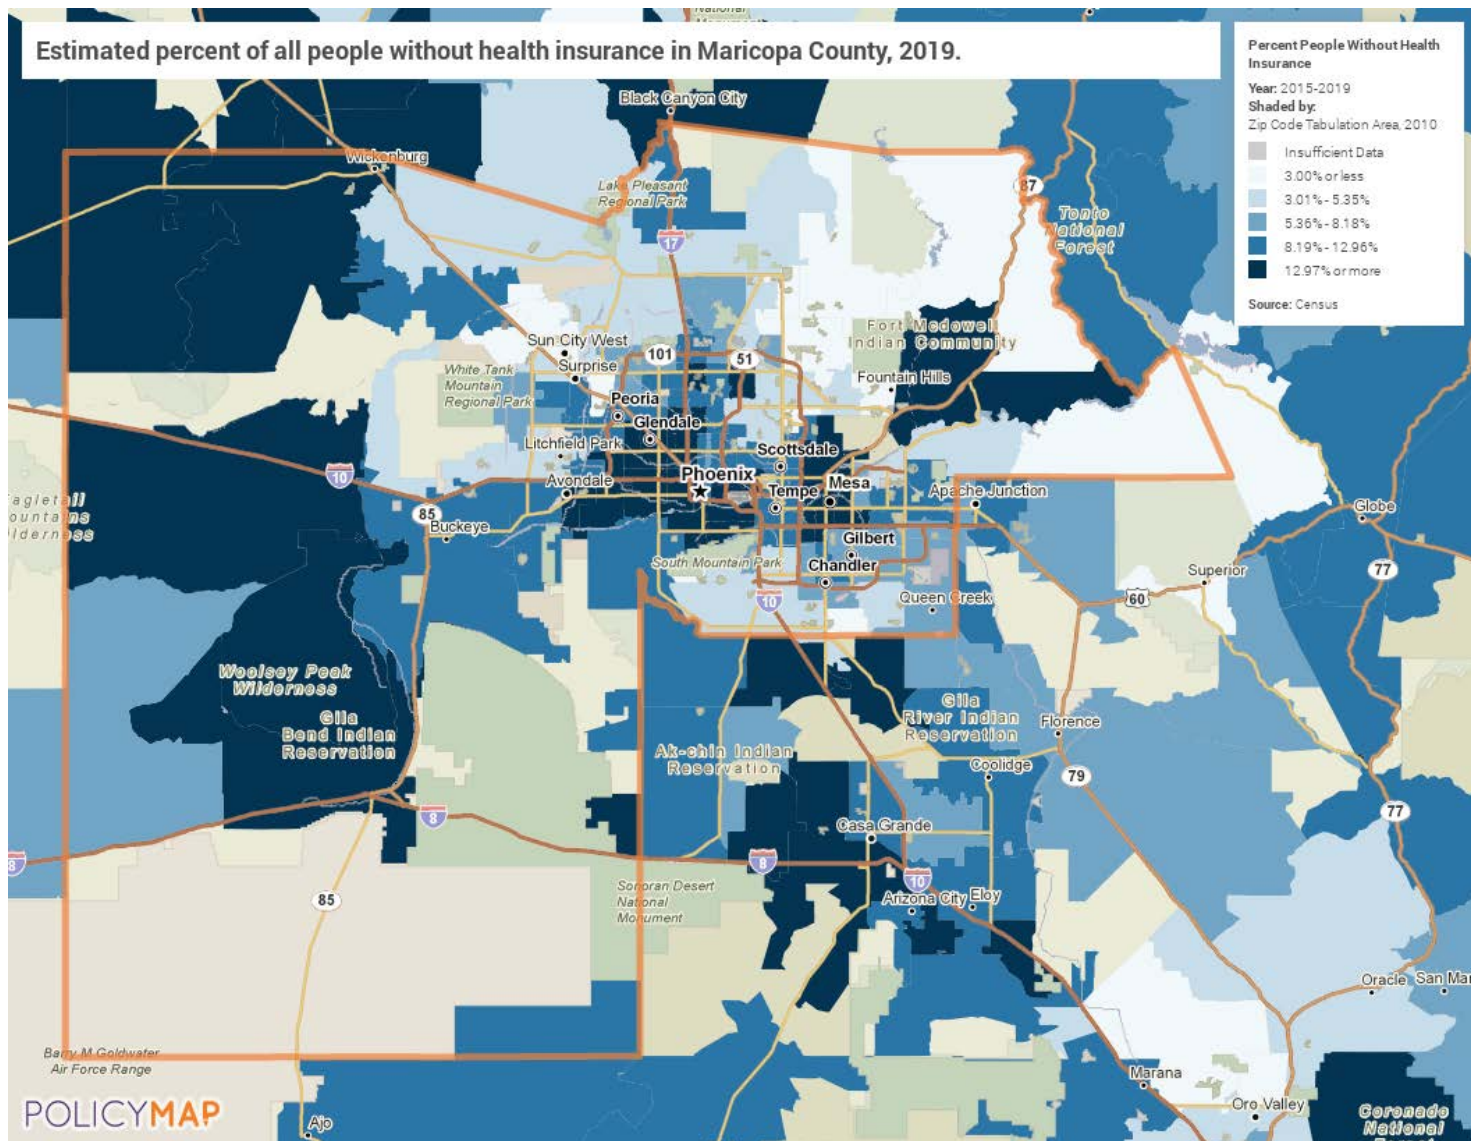 Estimated percent of all people without health insurance in Maricopa County, 2019.
Percent People Without Health
Insurance
Year: 2015-2019
Shaded by:
Zip Code Tabulation Area, 2010
Insufficient Data
3.00% or less
3.01% - 5.35%
5.36% - 8.18%
8.19% - 12.96%
12.97% or more
Source: Census
National
Black Canyon City
Wickenburg
Lake Pleasant
Regional Park
87
Tonto
National
Forest
17
Fort Mcdowell
Indian Community
Sun City West
101
51
Surprise
White Tank
Mountain
Regional Park
Fountain Hills
Peoria
Glendale
Litchfield Park
Scottsdale
10
Avondale
Phoenix
Tempe
Mesa
Apache Junction
Globe
85
Buckeye
Gilbert
South Mountain Park
Chandler
Superior
77
10
Queen Creek
60
Woolsey Peak
Wilderness
Gila
Bend Indian
Reservation
Gila
River Indian
Reservation
Florence
Ak-chin Indian
Reservation
Coolidge
79
77
8
Casa Grande
8
8
10
85
Sonoran Desert
National
Monument
Arizona City
Eloy
Oracle
San Mar
Barry M Goldwater
Air Force Range
Marana
Oro Valley
Coronado
National
POLICYMAP
Ajo